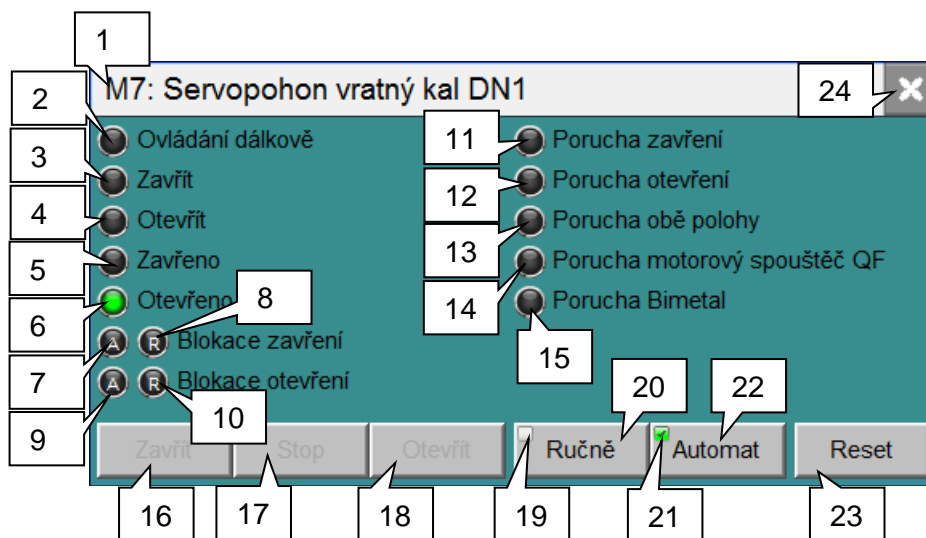 1
M7: Servopohon vratný kal DN1
24
2
Ovládání dálkově
11
Porucha zavření
3
Zavřít
12
Porucha otevření
4
Otevřít
13
Porucha obě polohy
5
Zavřeno
14
Porucha motorový spouštěč QF
6
Otevřeno
8
Porucha Bimetal
15
7
A R Blokace zavření
9
A R Blokace otevření
10
20
22
Zavřít Stop Otevřít Ručně Automat Reset
16 17 18 19 21 23